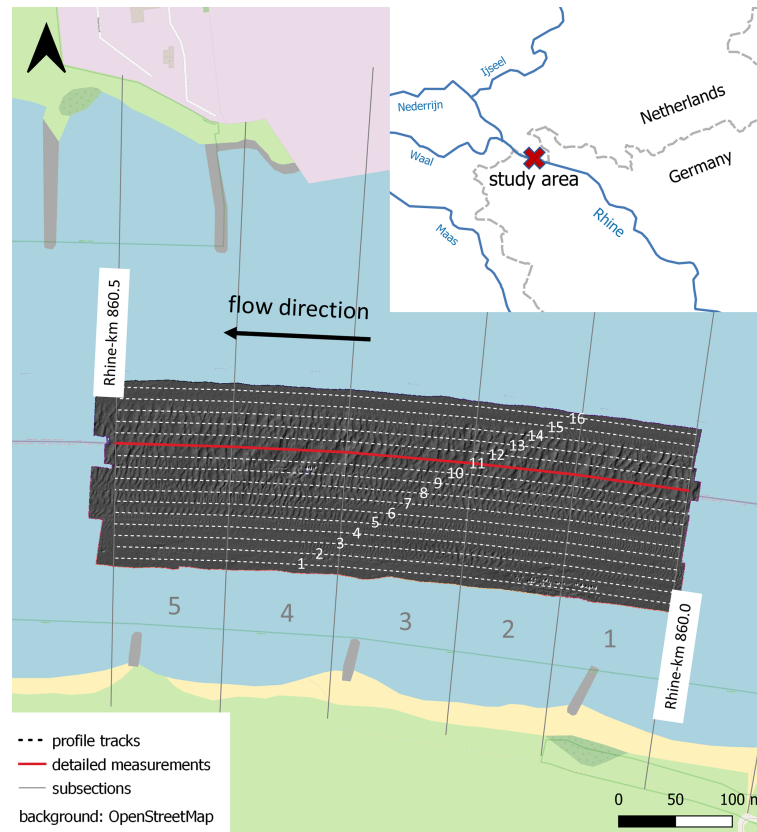 Ijseel
Nederrijn
Netherlands
Waal
Germany
study area
Rhine
Maas
flow direction
Rhine-km 860.5
16
15
14
13
12
11
10
9
8
7
6
5
4
3
2
1
5
4
3
2
1
Rhine-km 860.0
profile tracks
detailed measurements
subsections
background: OpenStreetMap
0 50 100 m